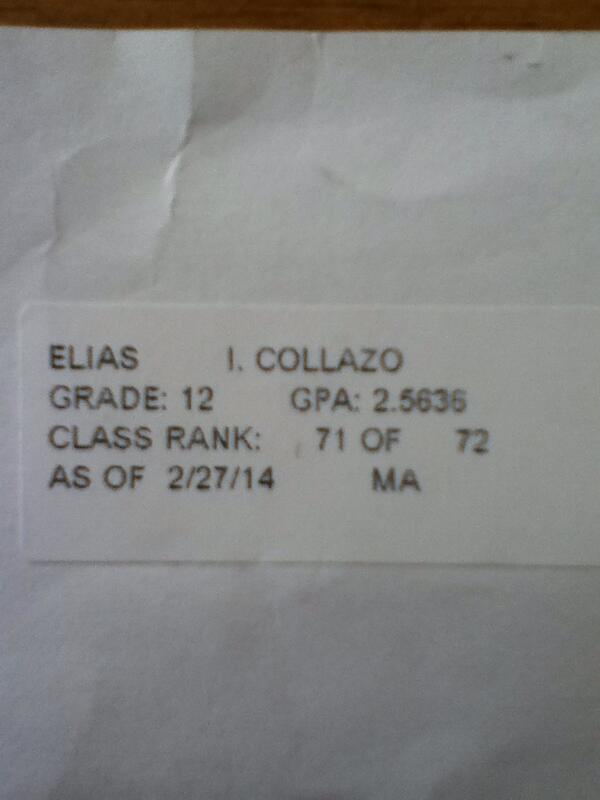 ELIAS I. COLLAZO
GRADE: 12 GPA: 2.5636
CLASS RANK: 71 OF 72
AS OF 2/27/14 MA